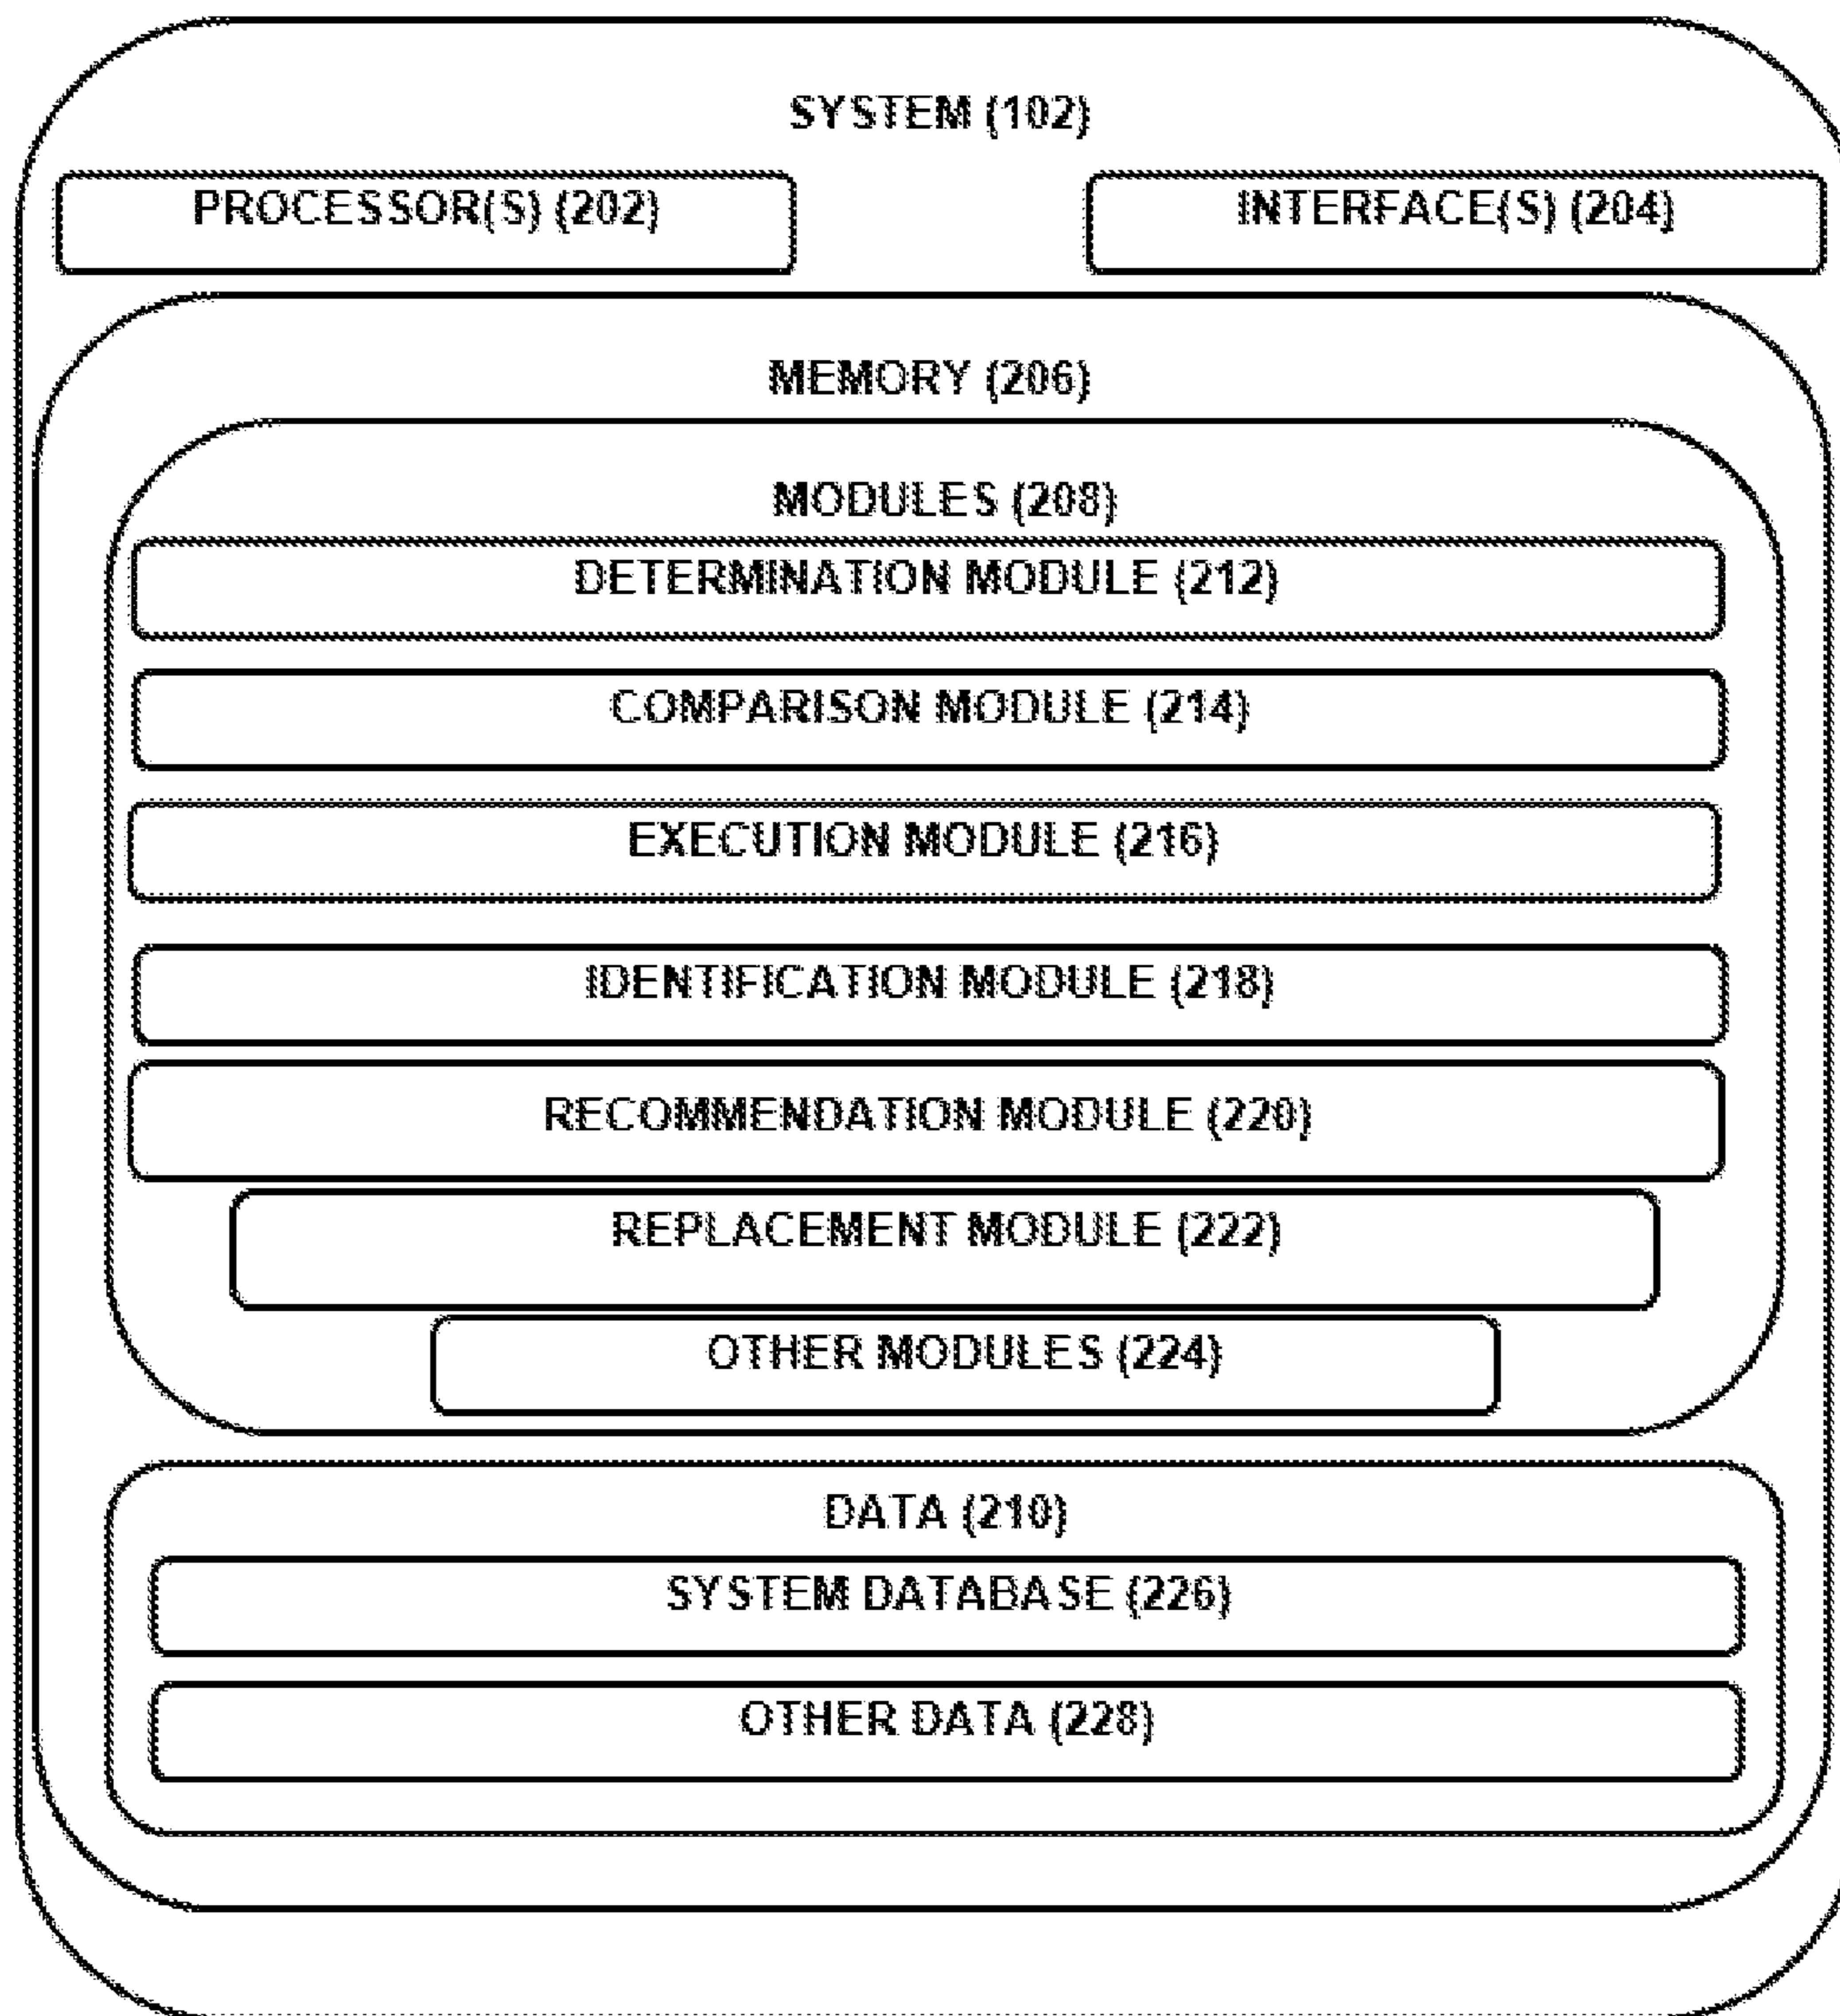 SYSTEM (102)
PROCESSOR(S) (202)
INTERFACE(S) (204)
MEMORY (206)
MODULES (208)
DETERMINATION MODULE (212)
COMPARISON MODULE (214)
EXECUTION MODULE (216)
IDENTIFICATION MODULE (218)
RECOMMENDATION MODULE (220)
REPLACEMENT MODULE (222)
OTHER MODULES (224)
DATA (210)
SYSTEM DATABASE (226)
OTHER DATA (228)